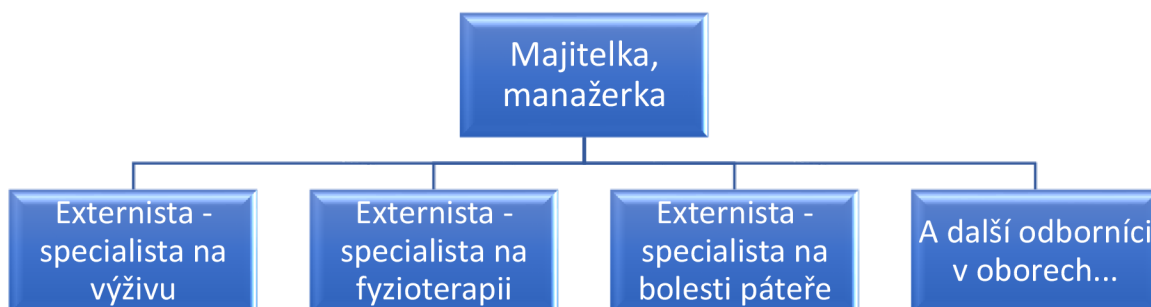 Majitelka,
manažerka
Externista -
specialista na
výživu
Externista -
specialista na
fyzioterapii
Externista -
specialista na
bolesti páteře
A další odborníci
v oborech...